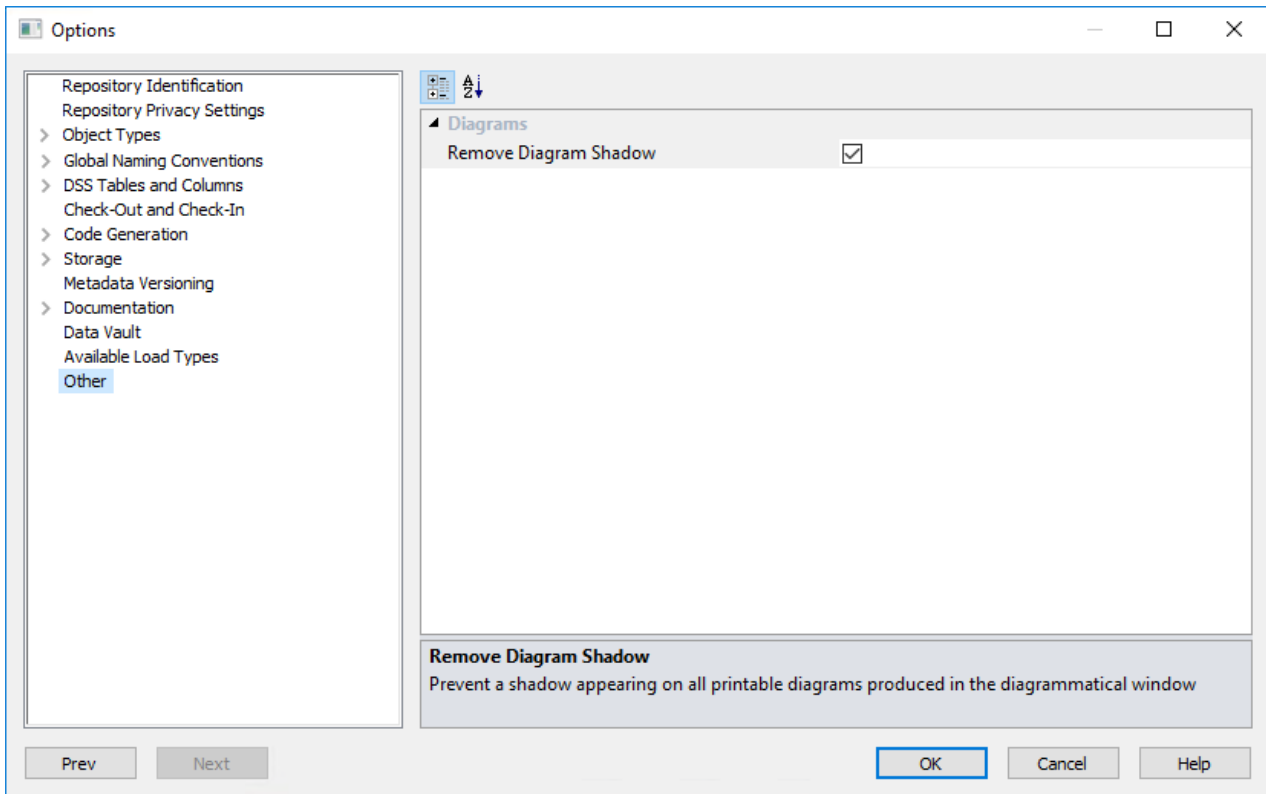 Options
Repository Identification
Repository Privacy Settings
Object Types
Global Naming Conventions
DSS Tables and Columns
Check-Out and Check-In
Code Generation
Storage
Metadata Versioning
Documentation
Data Vault
Available Load Types
Other
A
Z
Diagrams
Remove Diagram Shadow
Remove Diagram Shadow
Prevent a shadow appearing on all printable diagrams produced in the diagrammatical window
Prev Next OK Cancel Help